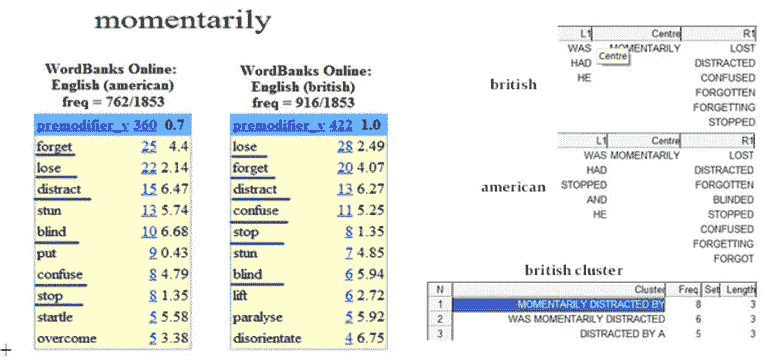 momentarily
WordBanks Online:
English (american)
freq = 762/1853
premodifier_v 360 0.7
forget 25 4.4
lose 22 2.14
distract 15 6.47
stun 13 5.74
blind 10 6.68
put 9 0.43
confuse 8 4.79
stop 8 1.35
startle 5 5.58
overcome 5 3.38
WordBanks Online:
English (british)
freq = 916/1853
premodifier_v 422 1.0
lose 28 2.49
forget 20 4.07
distract 13 6.27
confuse 11 5.25
stop 8 1.35
stun 7 4.85
blind 6 5.94
lift 6 2.72
paralyse 5 5.92
disorientate 4 6.75
british
L1 Centre R1
WAS MOMENTARILY LOST
HAD Centre DISTRACTED
HE CONFUSED
FORGOTTEN
FORGETTING
STOPPED
american
L1 Centre R1
WAS MOMENTARILY LOST
HAD DISTRACTED
STOPPED FORGOTTEN
AND BLINDED
HE STOPPED
CONFUSED
FORGETTING
FORGOT
british cluster
N Cluster Freq. Set Length
1 MOMENTARILY DISTRACTED BY 8 3
2 WAS MOMENTARILY DISTRACTED 6 3
3 DISTRACTED BY A 5 3